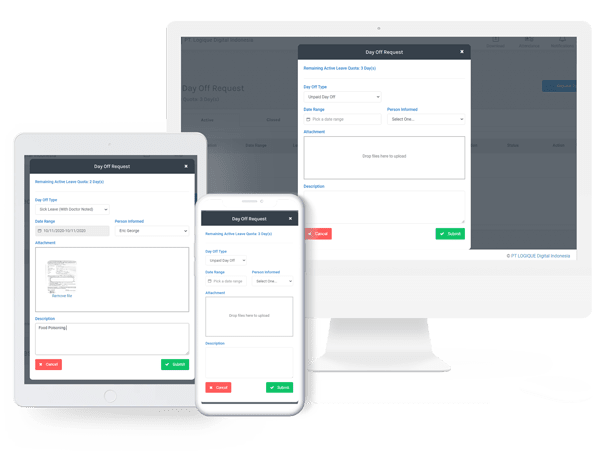 PT LOGIQUE Digital Indonesia
Day Off Request
Day Off Request
Remaining Active Leave Quota: 3 Day(s)
Day Off Type
Unpaid Day Off
Date Range
Person Informed
Pick a date range
Select One...
Attachment
Drop files here to upload
Description
Cancel
Submit
© PT LOGIQUE Digital Indonesia
Day Off Request
Remaining Active Leave Quota: 3 Day(s)
Day Off Type
Sick Leave (With Doctor Notes)
Date Range
Person Informed
10/11/2020-10/11/2020
Eric George
Attachment
Remove file
Description
Food Poisoning
Cancel
Submit
Day Off Request
Remaining Active Leave Quota: 3 Day(s)
Day Off Type
Unpaid Day Off
Date Range
Person Informed
Pick a date range
Select One...
Attachment
Drop files here to upload
Description
Cancel
Submit